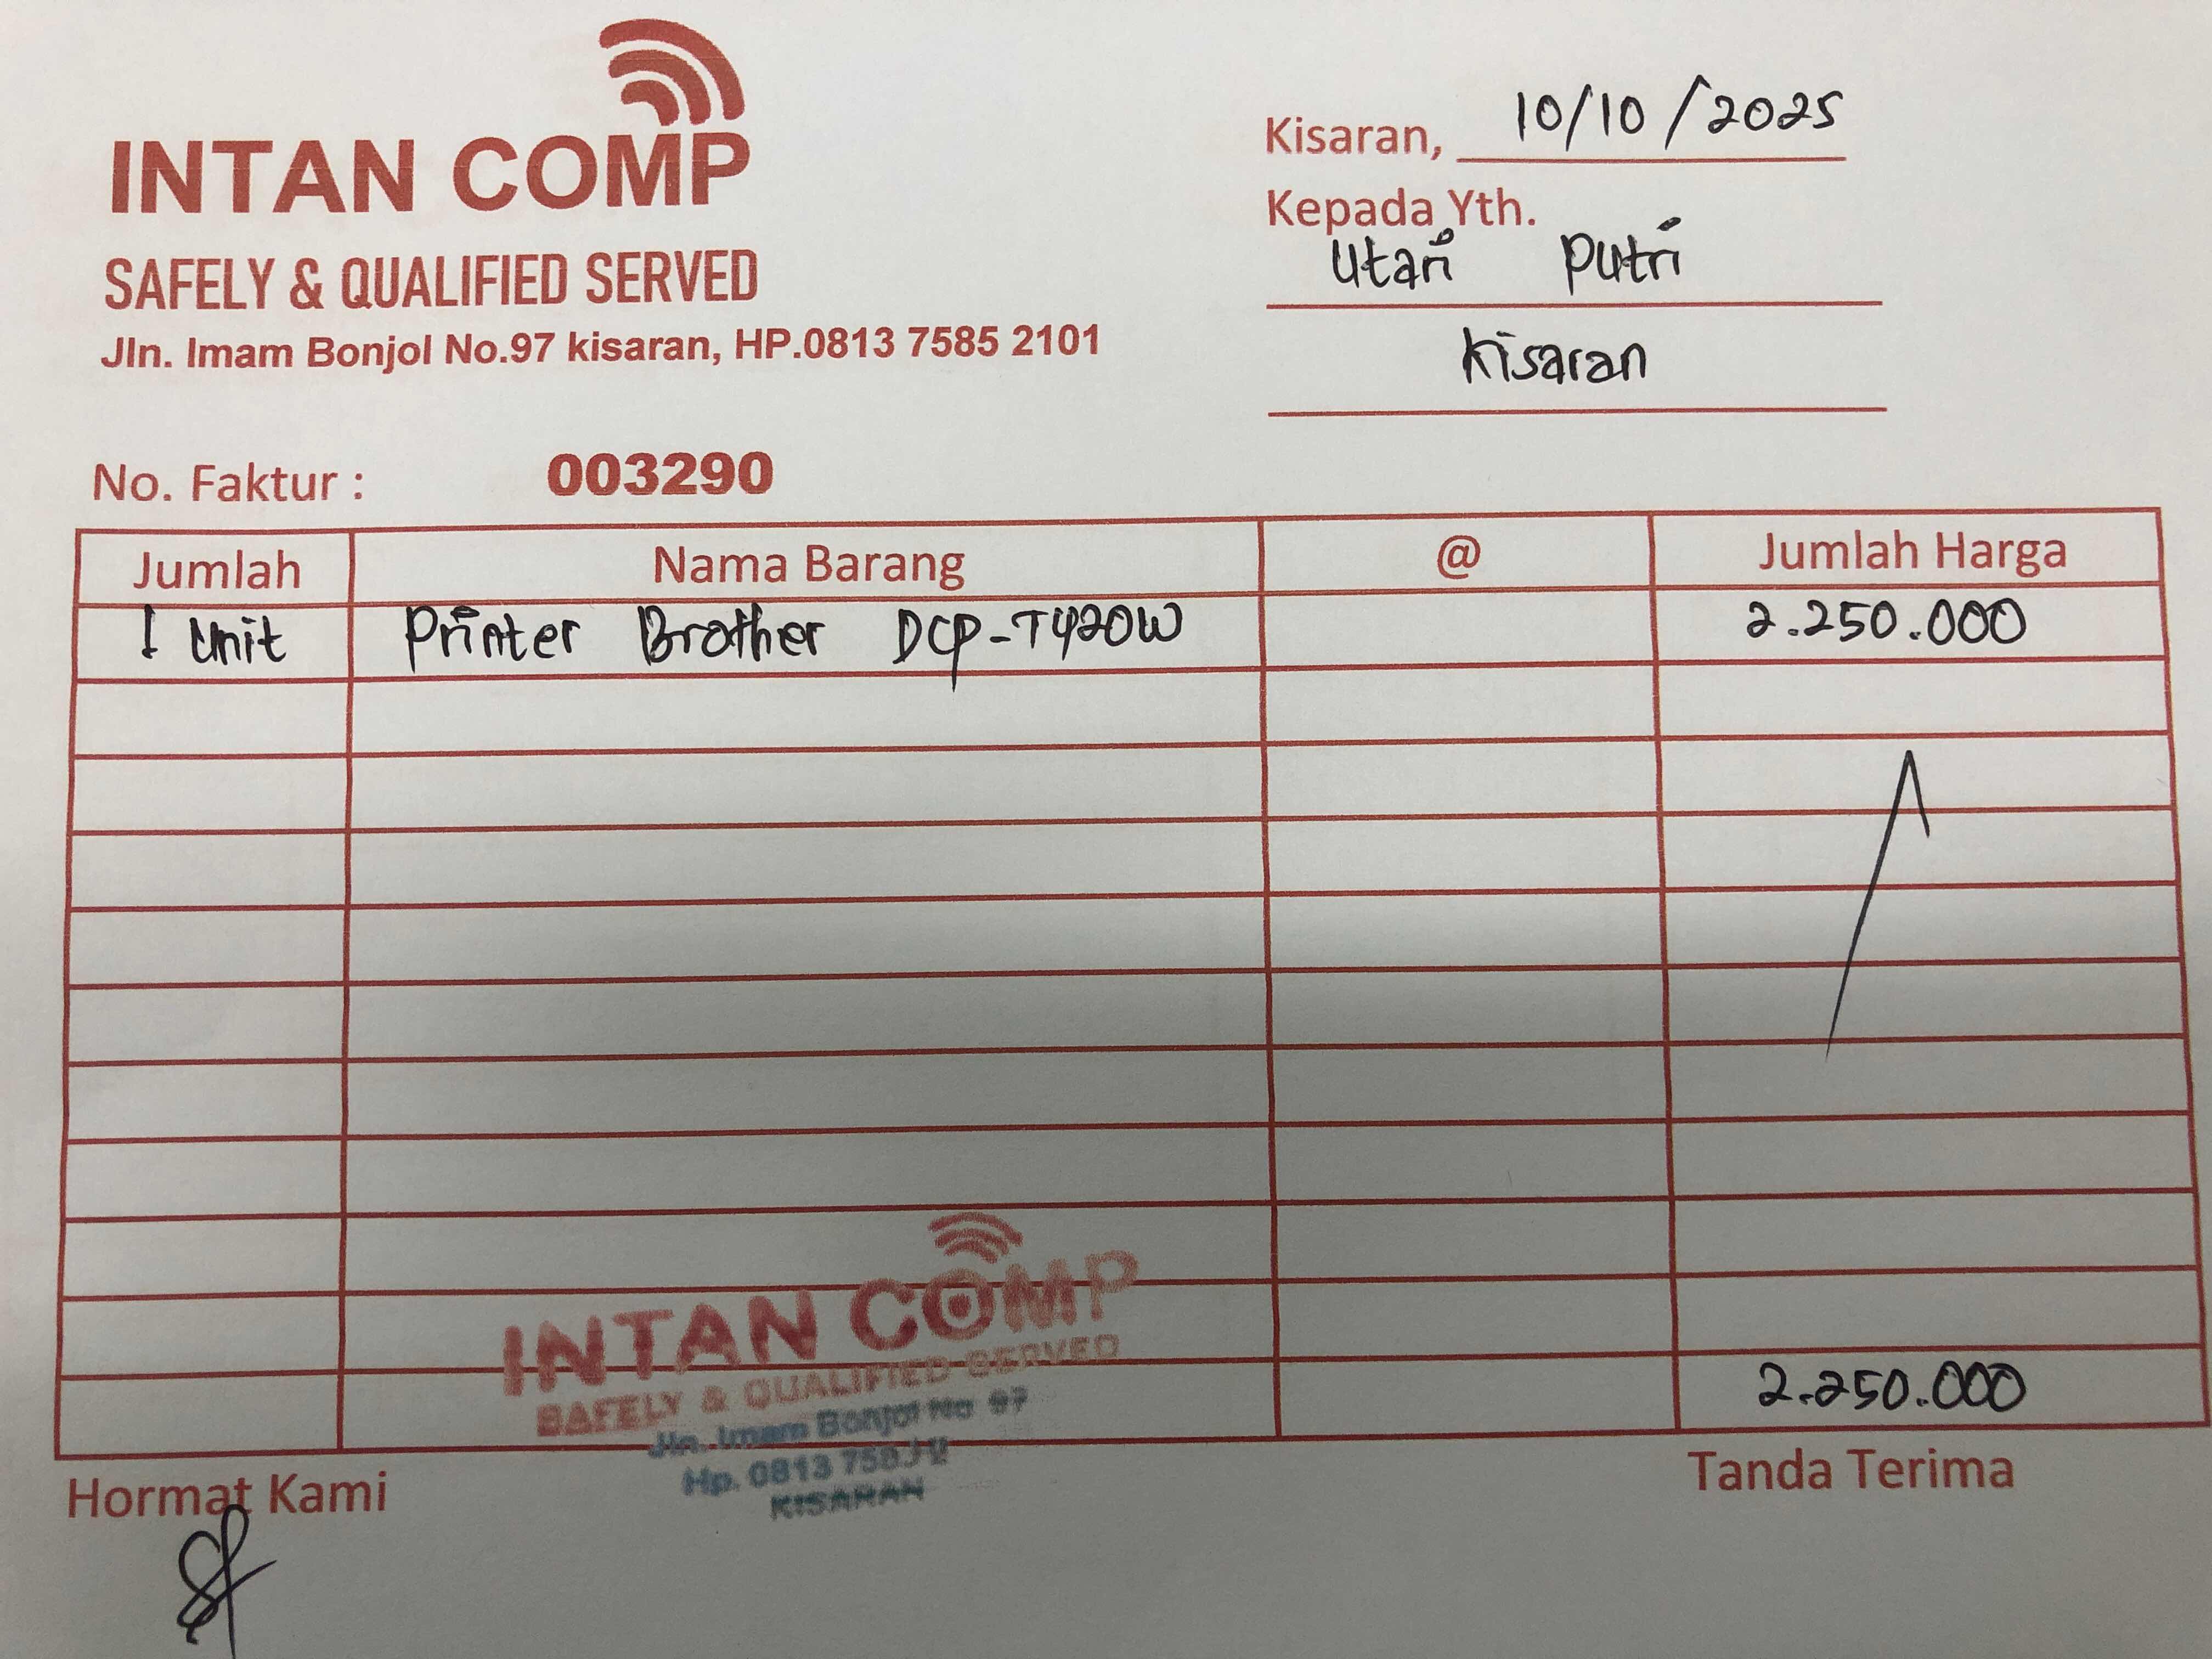 INTAN COMP
SAFELY & QUALIFIED SERVED
Jln. Imam Bonjol No.97 kisaran, HP.0813 7585 2101
Kisaran, 10/10/2025
Kepada Yth.
Utari Putri
Kisaran
No. Faktur : 003290
Jumlah Nama Barang @ Jumlah Harga
1 Unit Printer Brother DCP-T420W 2.250.000
INTAN COMP
SAFELY & QUALIFIED SERVED
Jln. Imam Bonjol No 97
Hp. 0813
KISARAN
2.250.000
Hormat Kami
Tanda Terima